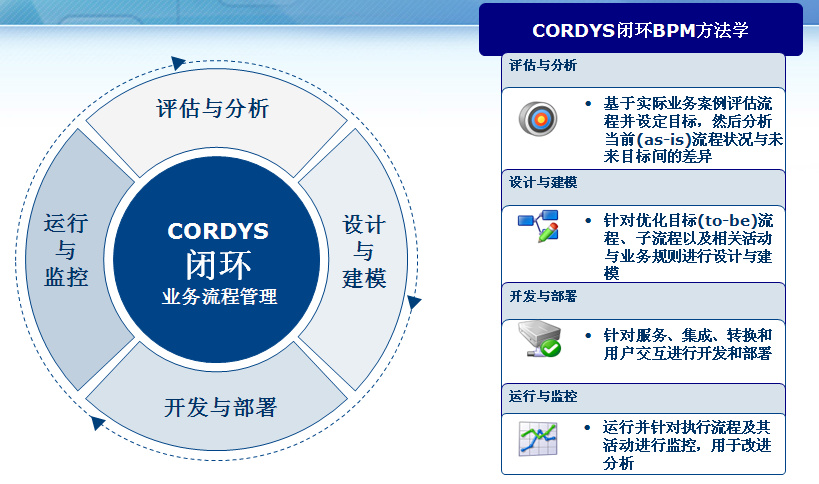 评估与分析
设计
与
建模
开发与部署
运行
与
监控
CORDYS
闭环
业务流程管理
CORDYS闭环BPM方法学
评估与分析
• 基于实际业务案例评估流
程并设定目标，然后分析
当前(as-is)流程状况与未
来目标间的差异
设计与建模
• 针对优化目标(to-be)流
程、子流程以及相关活动
与业务规则进行设计与建
模
开发与部署
• 针对服务、集成、转换和
用户交互进行开发和部署
运行与监控
• 运行并针对执行流程及其
活动进行监控，用于改进
分析